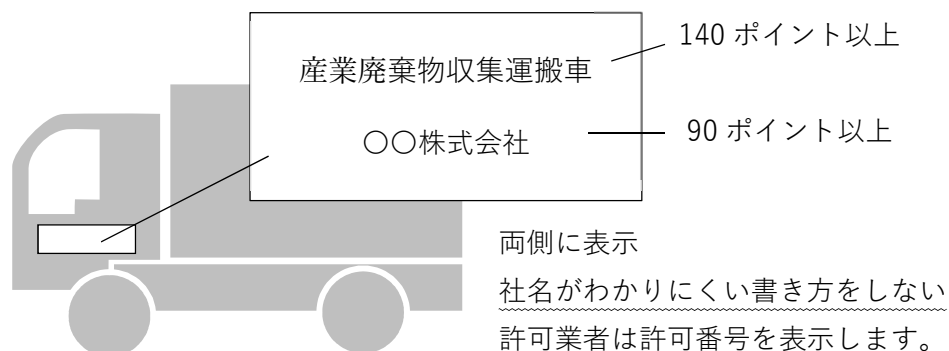 140 ポイント以上
産業廃棄物収集運搬車
〇〇株式会社
90 ポイント以上
両側に表示
社名がわかりにくい書き方をしない
許可業者は許可番号を表示します。